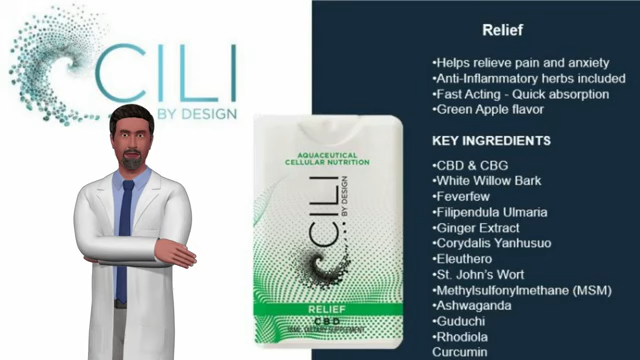 CILI
BY DESIGN
AQUACEUTICAL
CELLULAR NUTRITION
CILI
BY DESIGN
RELIEF
CBD
DIETARY SUPPLEMENT
Relief
•Helps relieve pain and anxiety
•Anti-Inflammatory herbs included
•Fast Acting - Quick absorption
•Green Apple flavor
KEY INGREDIENTS
•CBD & CBG
•White Willow Bark
•Feverfew
•Filipendula Ulmaria
•Ginger Extract
•Corydalis Yanhusuo
•Eleuthero
•St. John's Wort
•Methylsulfonylmethane (MSM)
•Ashwaganda
•Guduchi
•Rhodiola
Curcumin